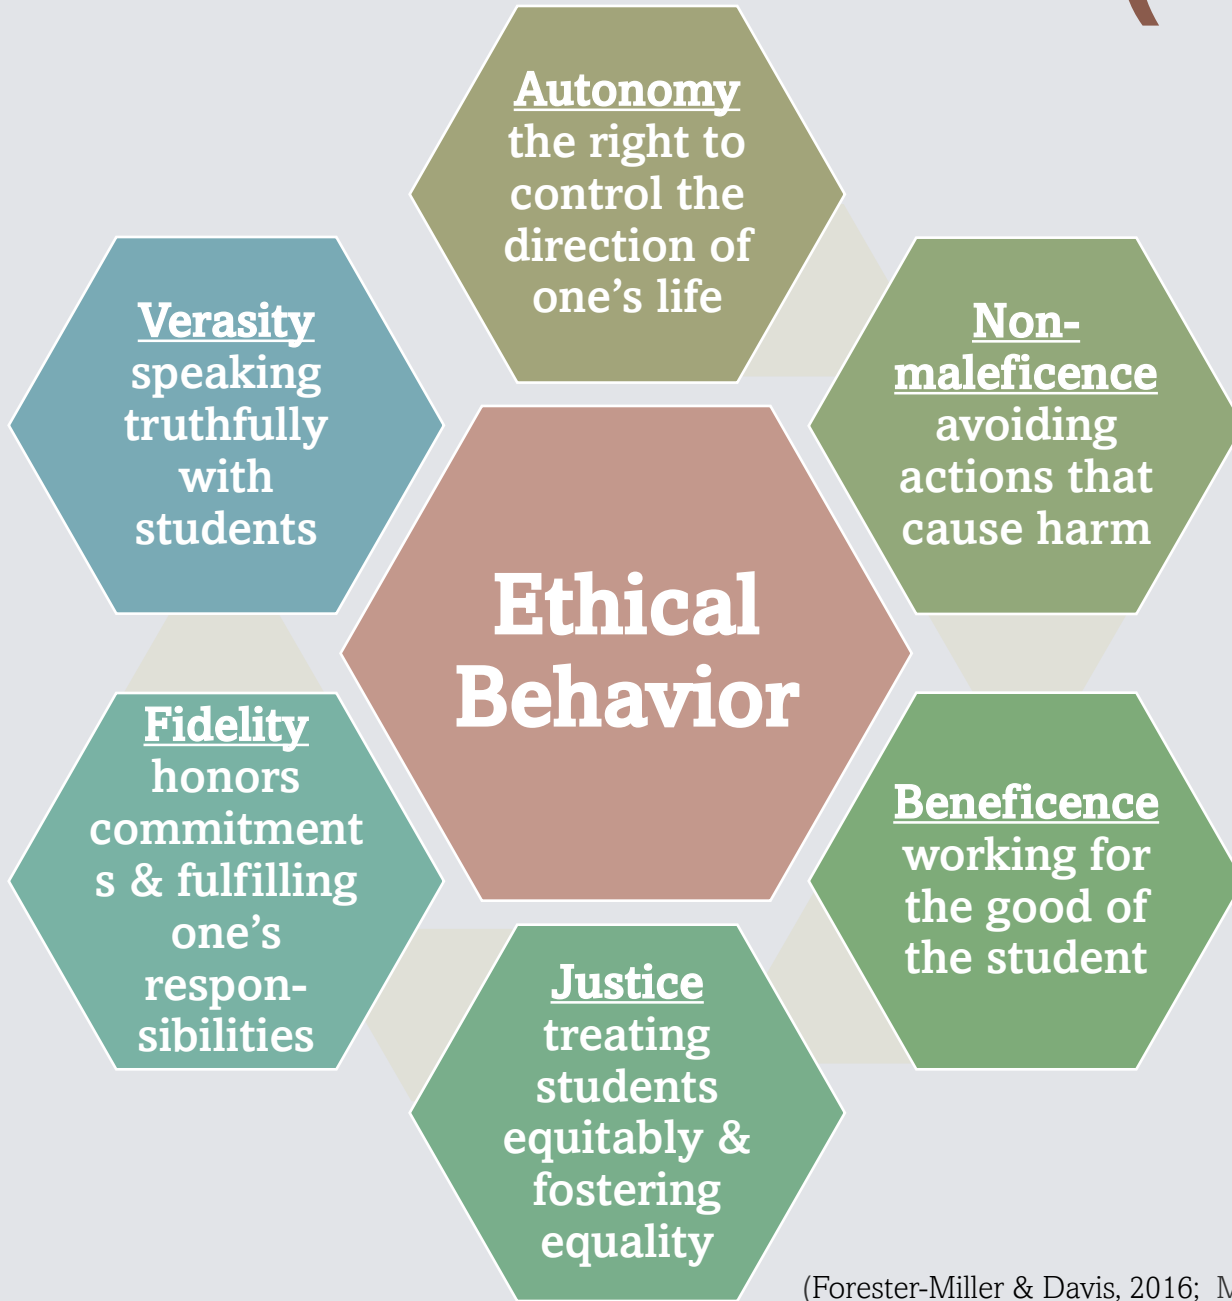 Autonomy
the right to
control the
direction of
one’s life
Non-
maleficence
avoiding
actions that
cause harm
Beneficence
working for
the good of
the student
Justice
treating
students
equitably &
fostering
equality
Fidelity
honors
commitment
s & fulfilling
one’s
respon-
sibilities
Verasity
speaking
truthfully
with
students
Ethical
Behavior
(Forester-Miller & Davis, 2016;